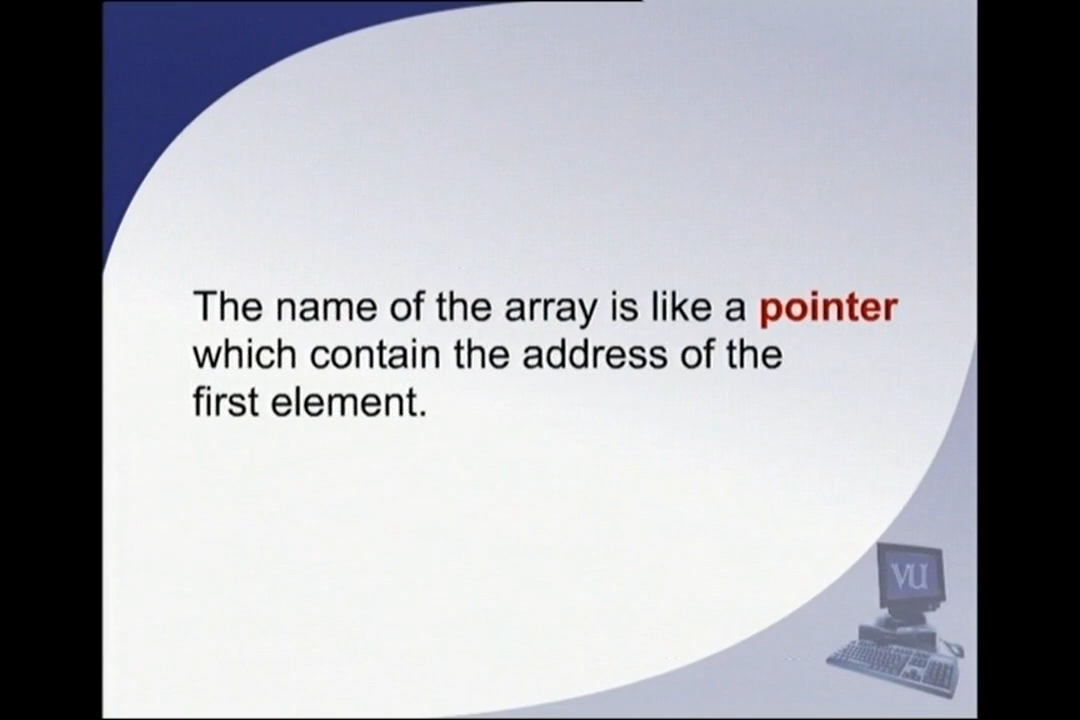 The name of the array is like a pointer
which contain the address of the
first element.
VU